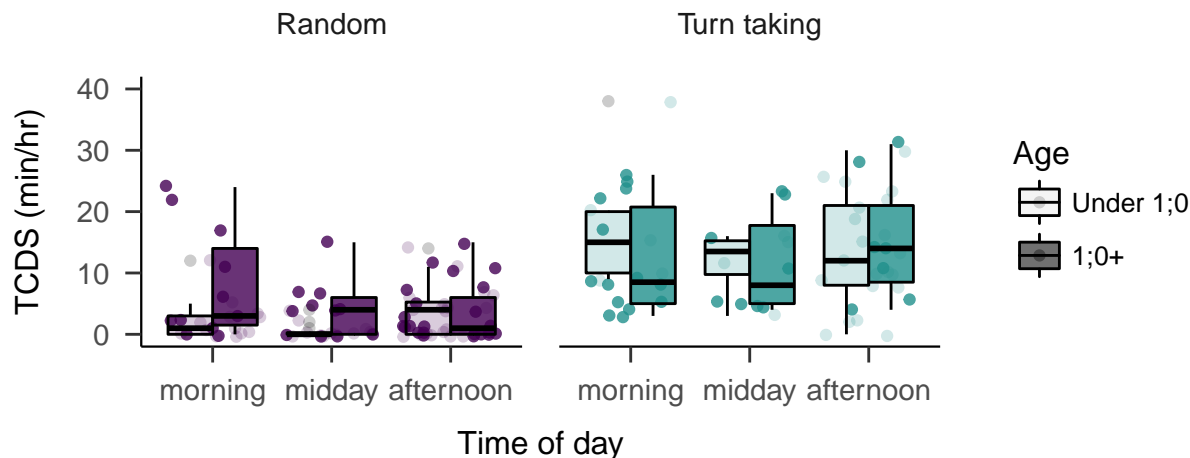 Random
Turn taking
TCDS (min/hr)
40
30
20
10
0
morning midday afternoon
morning midday afternoon
Time of day
Age
Under 1;0
1;0+